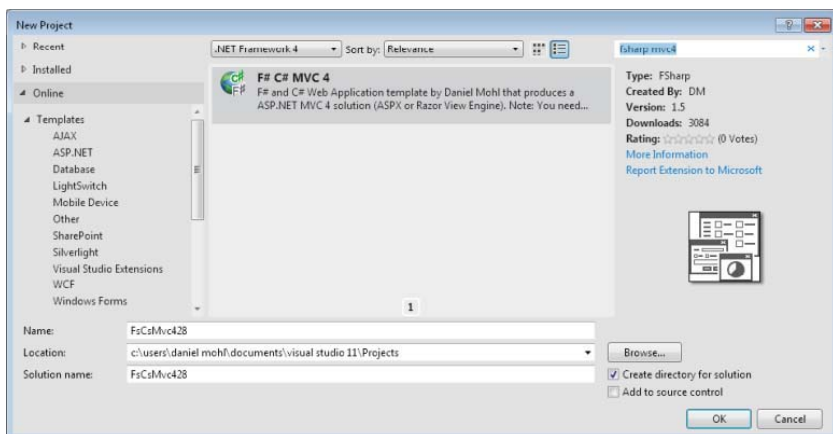 New Project
Recent
Installed
Online
Templates
AJAX
ASP.NET
Database
LightSwitch
Mobile Device
Other
SharePoint
Silverlight
Visual Studio Extensions
WCF
Windows Forms
.NET Framework 4
Sort by: Relevance
F# C# MVC 4
F# and C# Web Application template by Daniel Mohl that produces a
ASP.NET MVC 4 solution (ASPX or Razor View Engine). Note: You need...
1
fsharp mvc4
Type: FSharp
Created By: DM
Version: 1.5
Downloads: 3084
Rating: (0 Votes)
More Information
Report Extension to Microsoft
Name: FsCsMvc428
Location: c:\users\daniel mohl\documents\visual studio 11\Projects
Browse...
Solution name: FsCsMvc428
Create directory for solution
Add to source control
OK
Cancel